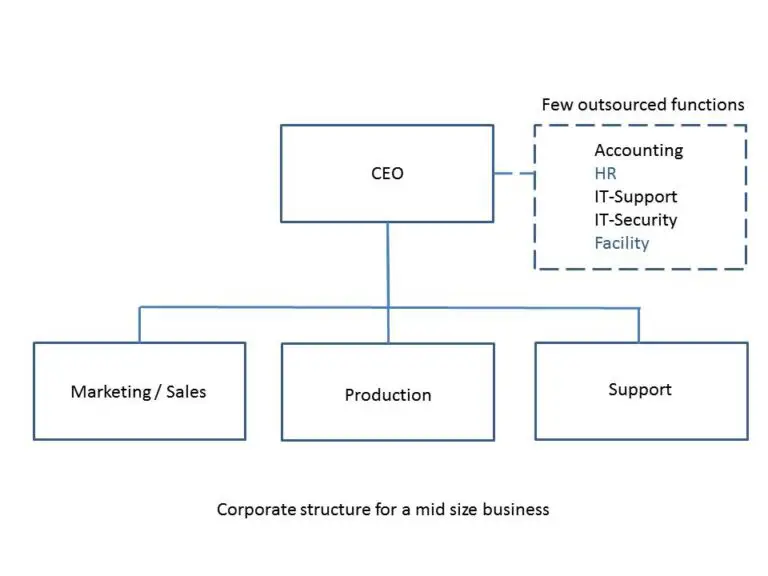 Few outsourced functions
CEO
Accounting
HR
IT-Support
IT-Security
Facility
Marketing / Sales
Production
Support
Corporate structure for a mid size business